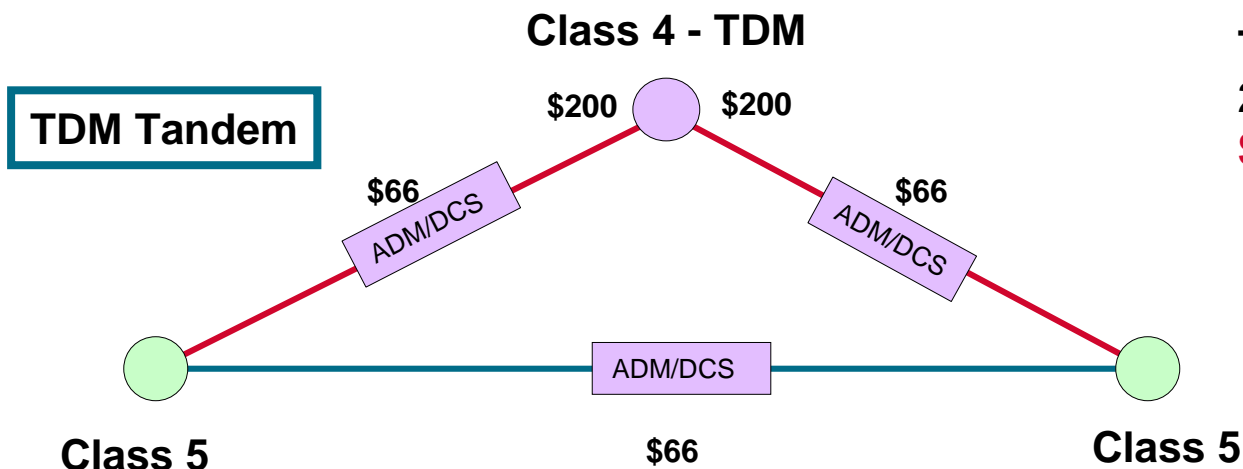 Class 4 - TDM
TDM Tandem
$200
$200
$66
$66
ADM/DCS
ADM/DCS
ADM/DCS
Class 5
$66
Class 5